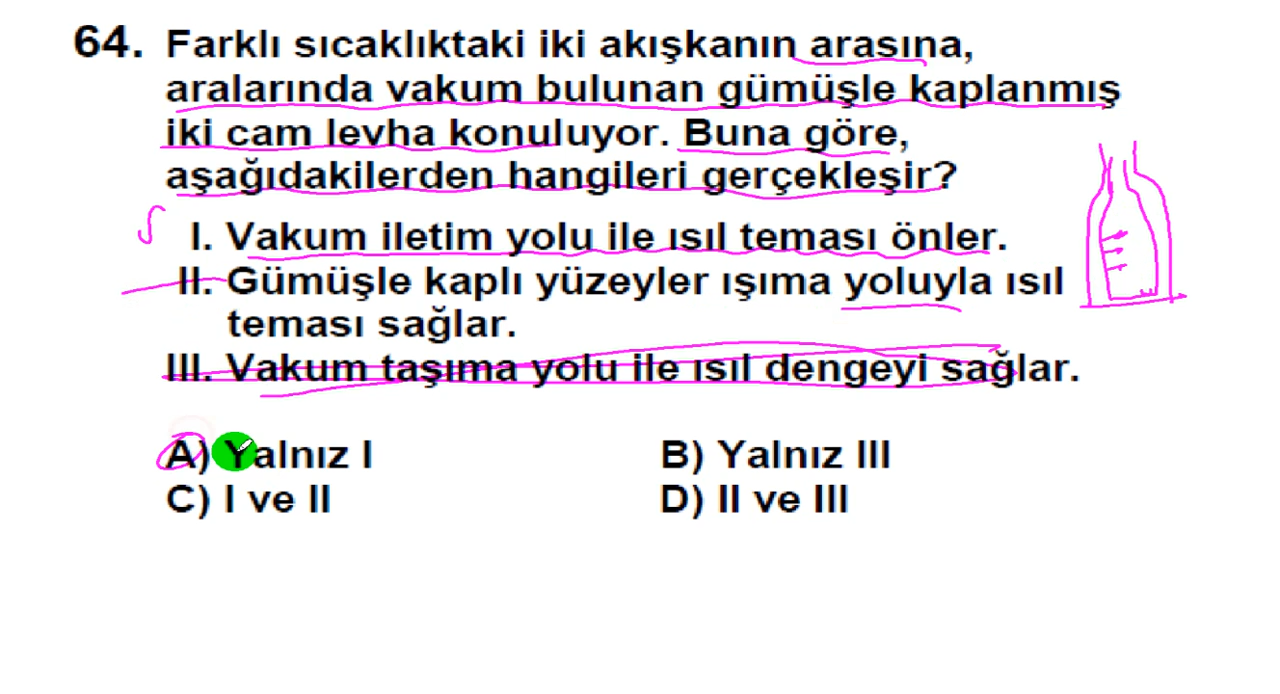 64. Farklı sıcaklıktaki iki akışkanın arasına,
aralarında vakum bulunan gümüşle kaplanmış
iki cam levha konuluyor. Buna göre,
aşağıdakilerden hangileri gerçekleşir?
I. Vakum iletim yolu ile ısıl teması önler.
II. Gümüşle kaplı yüzeyler ışıma yoluyla ısıl
teması sağlar.
III. Vakum taşıma yolu ile ısıl dengeyi sağlar.
A) Yalnız I B) Yalnız III
C) I ve II D) II ve III